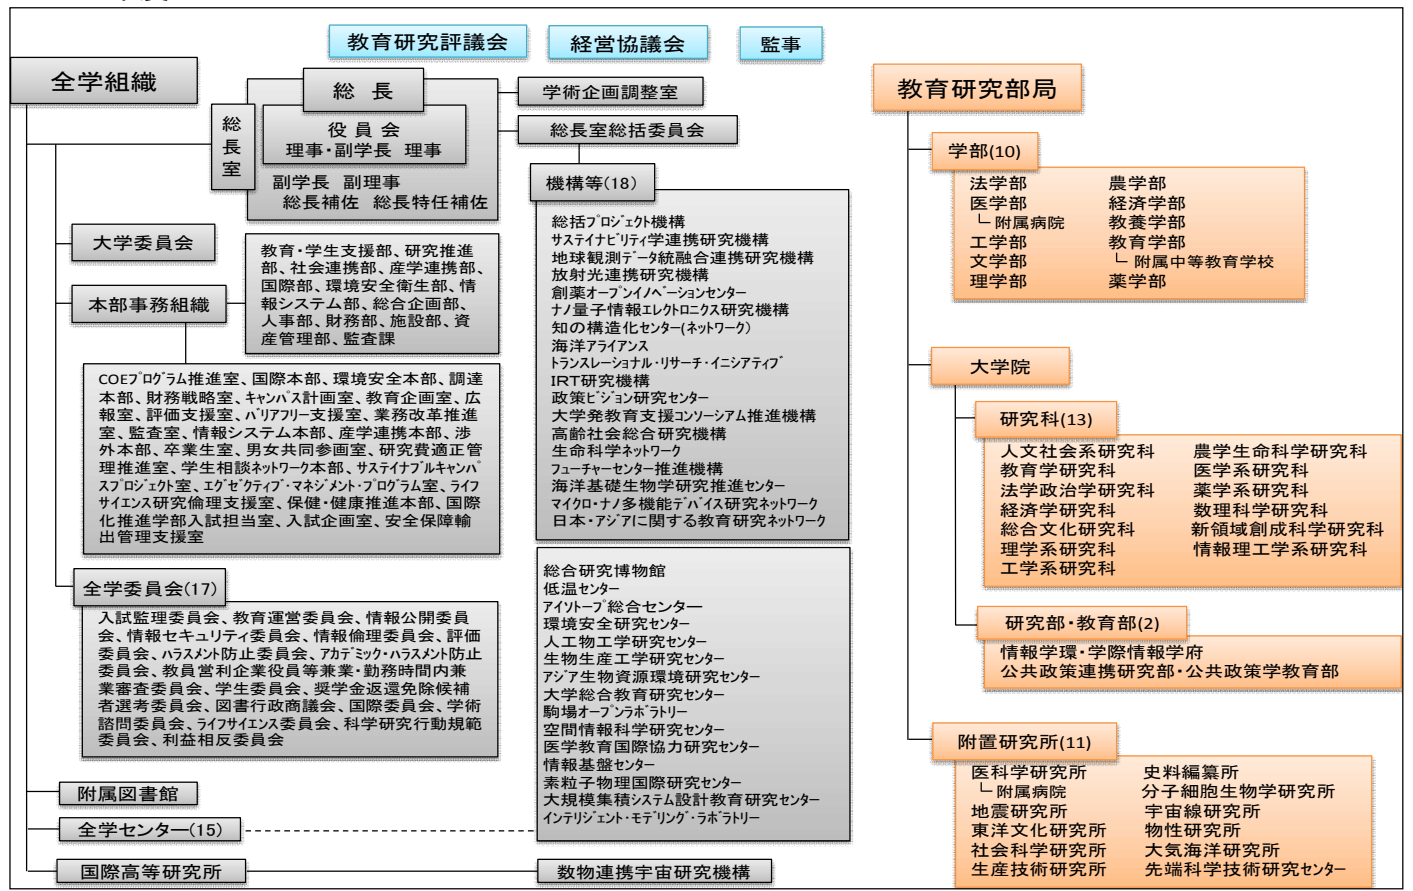 教育研究評議会
経営協議会
監事
全学組織
総長室
総 長
役 員 会
理事・副学長 理事
副学長 副理事
総長補佐 総長特任補佐
学術企画調整室
総長室総括委員会
機構等(18)
総括プロジェクト機構
サステイナビリティ学連携研究機構
地球観測データ統融合連携研究機構
放射光連携研究機構
創薬オープンイノベーションセンター
ナノ量子情報エレクトロニクス研究機構
知の構造化センター(ネットワーク)
海洋アライアンス
トランスレーショナル・リサーチ・イニシアティブ
IRT研究機構
政策ビジョン研究センター
大学発教育支援コンソーシアム推進機構
高齢社会総合研究機構
生命科学ネットワーク
フューチャーセンター推進機構
海洋基礎生物学研究推進センター
マイクロ・ナノ多機能デバイス研究ネットワーク
日本・アジアに関する教育研究ネットワーク
大学委員会
本部事務組織
教育・学生支援部、研究推進
部、社会連携部、産学連携部、
国際部、環境安全衛生部、情
報システム部、総合企画部、
人事部、財務部、施設部、資
産管理部、監査課
COEプログラム推進室、国際本部、環境安全本部、調達
本部、財務戦略室、キャンパス計画室、教育企画室、広
報室、評価支援室、バリアフリー支援室、業務改革推進
室、監査室、情報システム本部、産学連携本部、渉
外本部、卒業生室、男女共同参画室、研究費適正管
理推進室、学生相談ネットワーク本部、サステイナブルキャンパ
スプロジェクト室、エグゼクティブ・マネジメント・プログラム室、ライフ
サイエンス研究倫理支援室、保健・健康推進本部、国際
化推進学部入試担当室、入試企画室、安全保障輸
出管理支援室
全学委員会(17)
入試監理委員会、教育運営委員会、情報公開委員
会、情報セキュリティ委員会、情報倫理委員会、評価
委員会、ハラスメント防止委員会、アカデミック・ハラスメント防止
委員会、教員営利企業役員等兼業・勤務時間内兼
業審査委員会、学生委員会、奨学金返還免除候補
者選考委員会、図書行政商議会、国際委員会、学術
諮問委員会、ライフサイエンス委員会、科学研究行動規範
委員会、利益相反委員会
附属図書館
全学センター(15)
総合研究博物館
低温センター
アイソトープ総合センター
環境安全研究センター
人工物工学研究センター
生物生産工学研究センター
アジア生物資源環境研究センター
大学総合教育研究センター
駒場オープンラボラトリー
空間情報科学研究センター
医学教育国際協力研究センター
情報基盤センター
素粒子物理国際研究センター
大規模集積システム設計教育研究センター
インテリジェント・モデリング・ラボラトリー
国際高等研究所
数物連携宇宙研究機構
教育研究部局
学部(10)
法学部
医学部
└ 附属病院
工学部
文学部
理学部
農学部
経済学部
教養学部
教育学部
└ 附属中等教育学校
薬学部
大学院
研究科(13)
人文社会系研究科
教育学研究科
法学政治学研究科
経済学研究科
総合文化研究科
理学系研究科
工学系研究科
農学生命科学研究科
医学系研究科
薬学系研究科
数理科学研究科
新領域創成科学研究科
情報理工学系研究科
研究部・教育部(2)
情報学環・学際情報学府
公共政策連携研究部・公共政策学教育部
附置研究所(11)
医科学研究所
└ 附属病院
地震研究所
東洋文化研究所
社会科学研究所
生産技術研究所
史料編纂所
分子細胞生物学研究所
宇宙線研究所
物性研究所
大気海洋研究所
先端科学技術研究センター